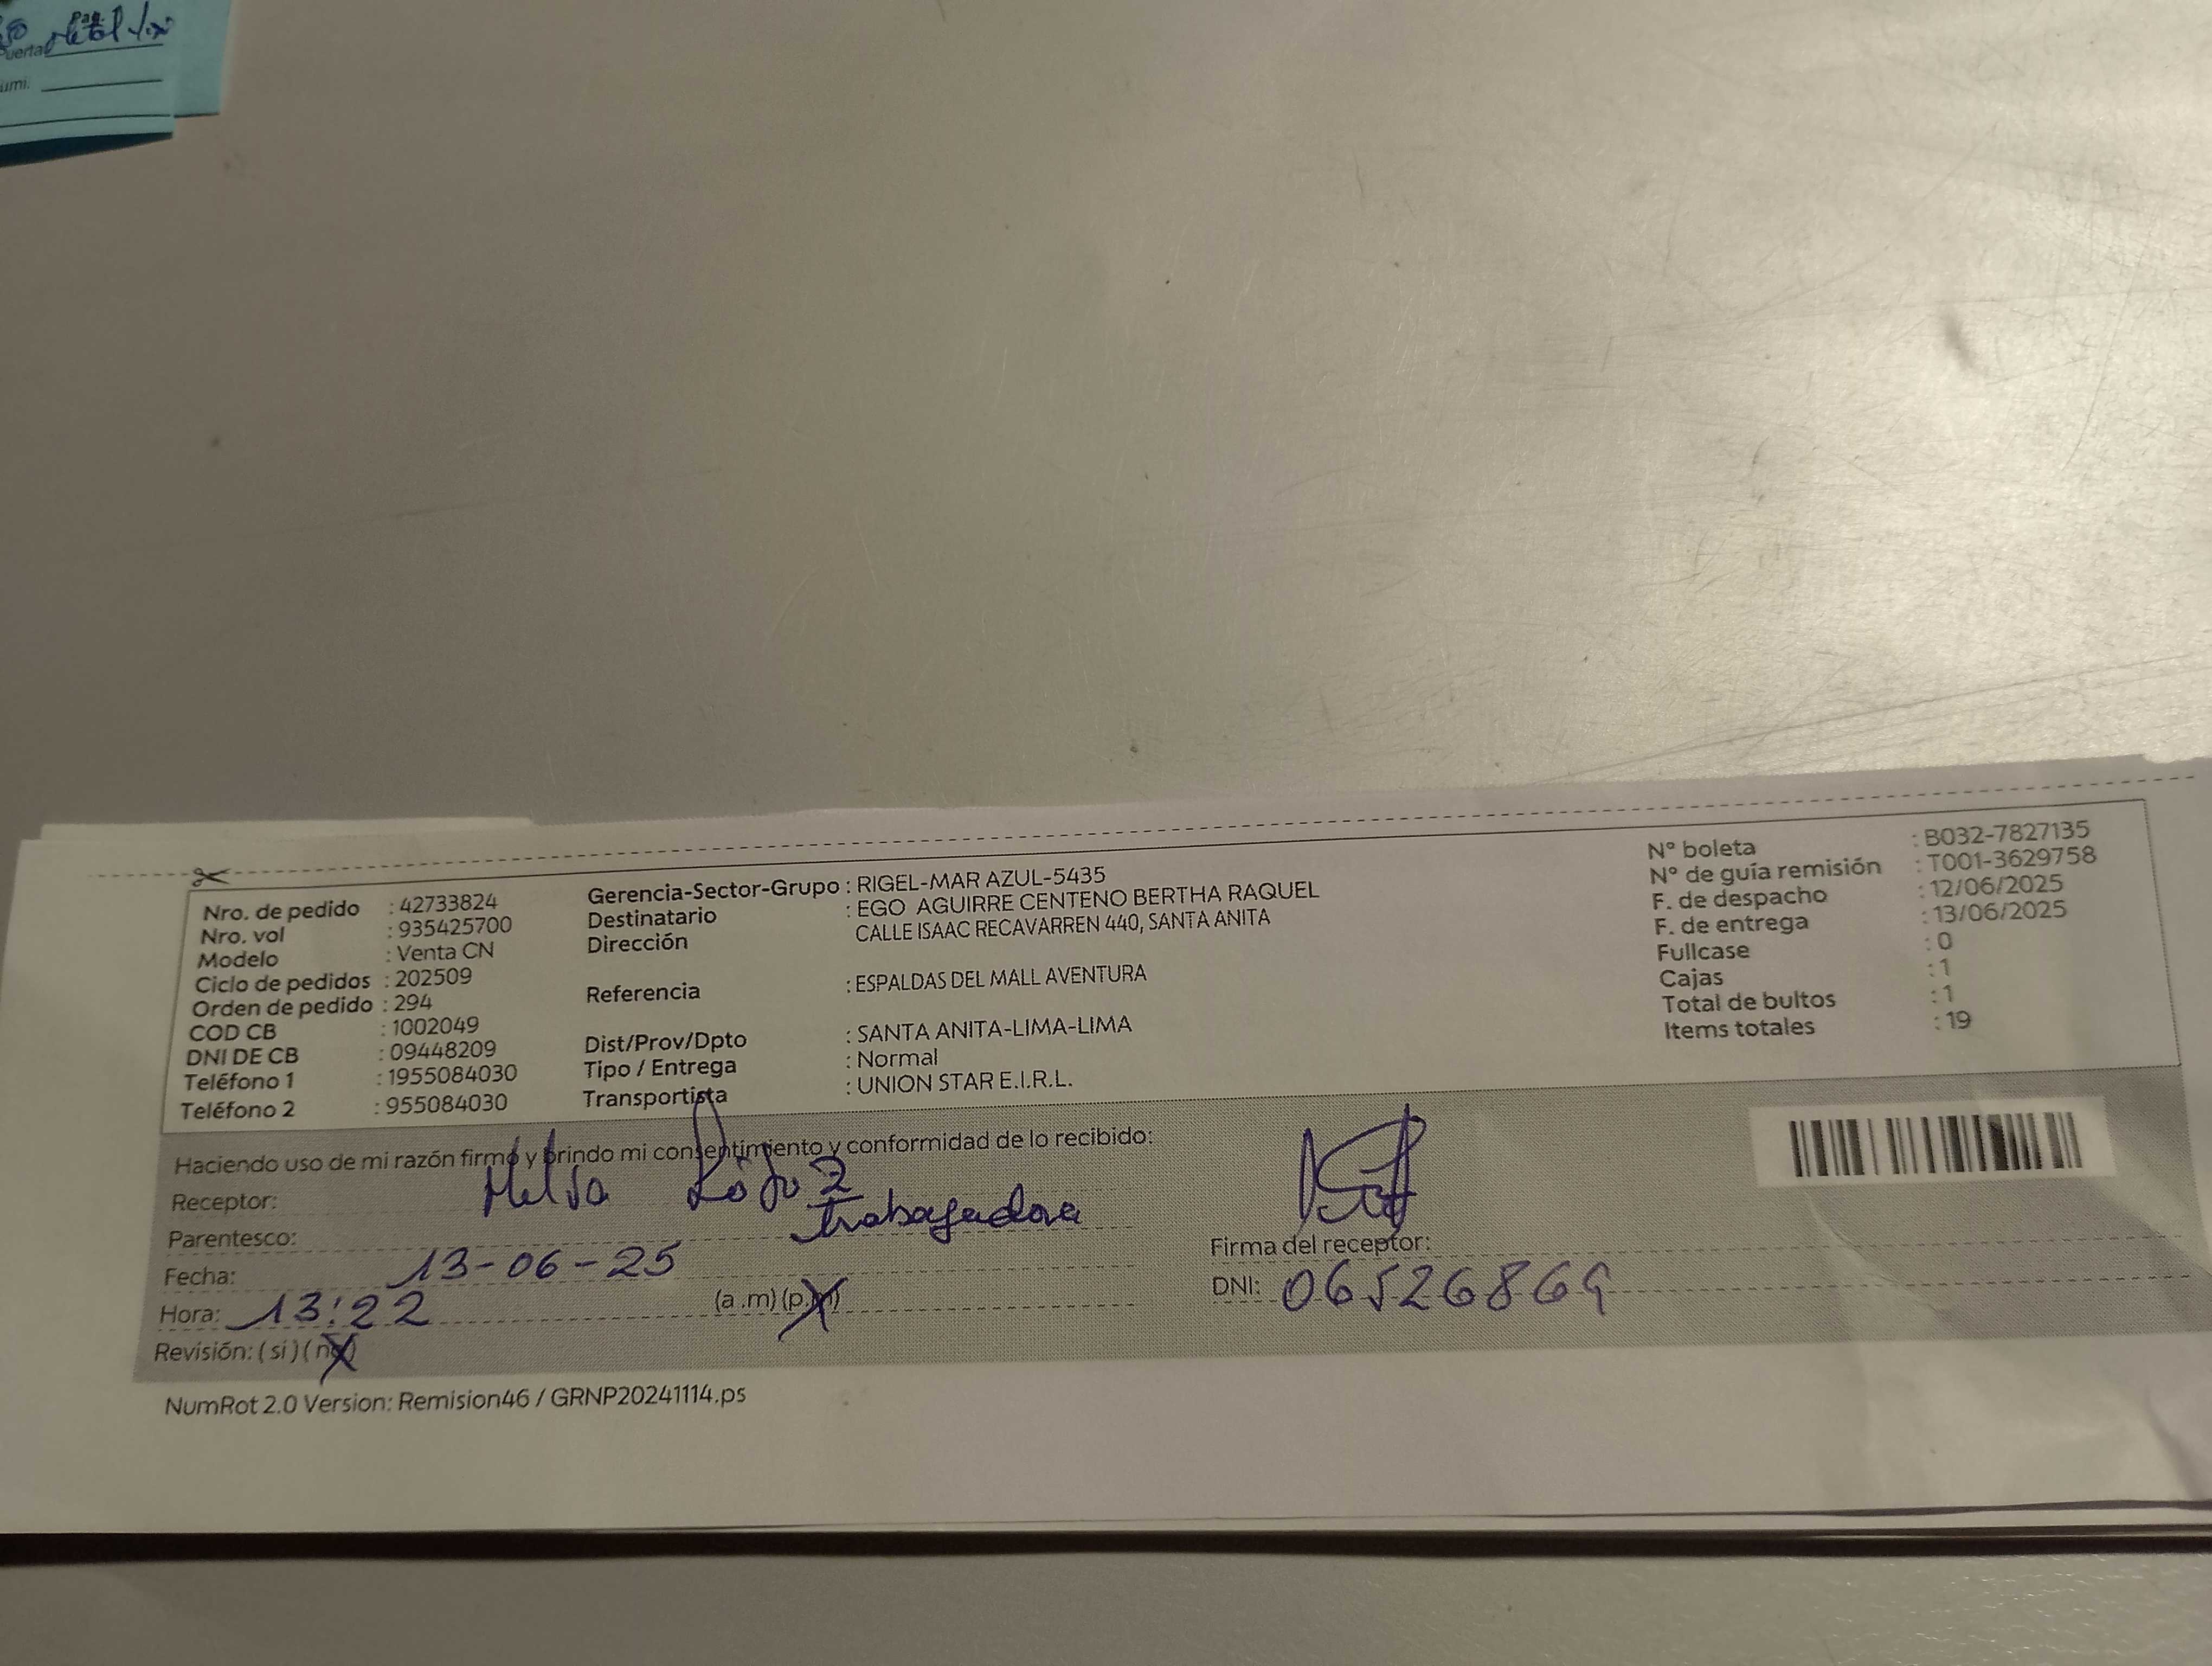 Puerta
umi.
Nro. de pedido : 42733824
Nro. vol : 935425700
Modelo : Venta CN
Ciclo de pedidos : 202509
Orden de pedido : 294
COD CB : 1002049
DNI DE CB : 09448209
Teléfono 1 : 1955084030
Teléfono 2 : 955084030
Gerencia-Sector-Grupo : RIGEL-MAR AZUL-5435
Destinatario : EGO AGUIRRE CENTENO BERTHA RAQUEL
Dirección CALLE ISAAC RECAVARREN 440, SANTA ANITA
Referencia : ESPALDAS DEL MALL AVENTURA
Dist/Prov/Dpto : SANTA ANITA-LIMA-LIMA
Tipo / Entrega : Normal
Transportista : UNION STAR E.I.R.L.
N° boleta : B032-7827135
N° de guía remisión : T001-3629758
F. de despacho : 12/06/2025
F. de entrega : 13/06/2025
Fullcase : 0
Cajas : 1
Total de bultos : 1
Items totales : 19
Haciendo uso de mi razón firmo y brindo mi consentimiento y conformidad de lo recibido:
Receptor:
Parentesco: trabajadora
Fecha: 13-06-25
Hora: 13:22 (a .m) (p.m)
Revisión: ( si ) ( no )
Firma del receptor:
DNI: 06526869
NumRot 2.0 Version: Remision46 / GRNP20241114.ps